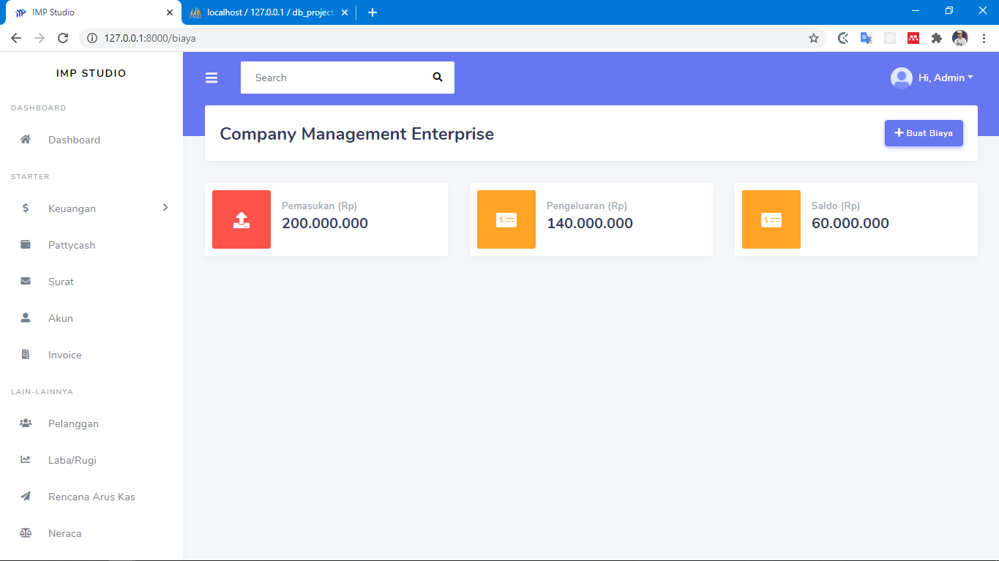 IMP Studio
localhost / 127.0.0.1 / db_project
127.0.0.1:8000/biaya
IMP STUDIO
DASHBOARD
Dashboard
STARTER
Keuangan
Pattycash
Surat
Akun
Invoice
LAIN-LAINNYA
Pelanggan
Laba/Rugi
Rencana Arus Kas
Neraca
Search
Hi, Admin
Company Management Enterprise
Buat Biaya
Pemasukan (Rp)
200.000.000
Pengeluaran (Rp)
140.000.000
Saldo (Rp)
60.000.000